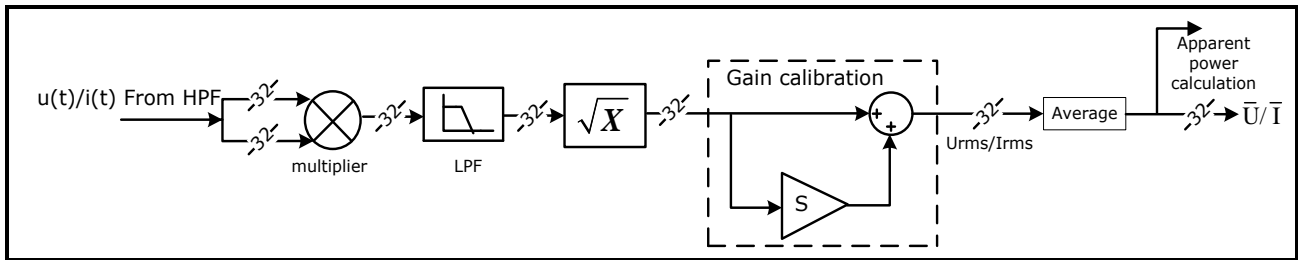 u(t)/i(t) From HPF
32
32
multiplier
32
LPF
32
√X
32
Gain calibration
S
+
+
32
Urms/Irms
Average
Apparent
power
calculation
32
U̅/ I̅